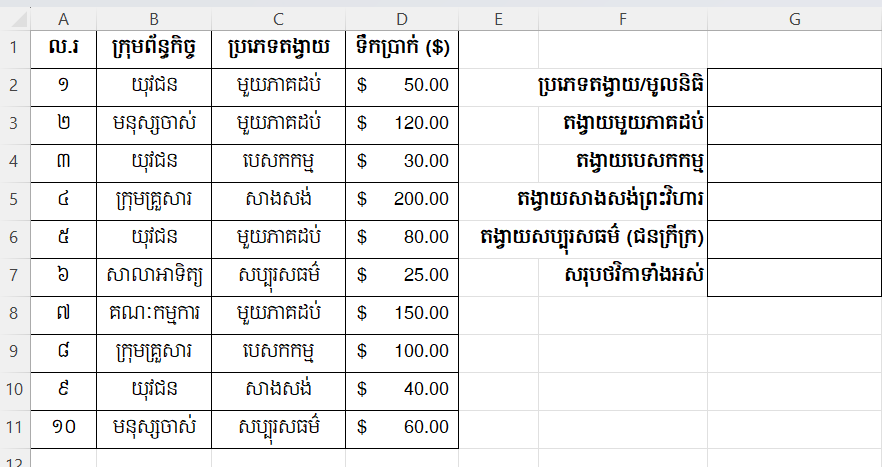 A B C D E F G
1 ល.រ ក្រុមព័ន្ធកិច្ច ប្រភេទតង្វាយ ទឹកប្រាក់ ($)
2 ១ យុវជន មួយភាគដប់ $ 50.00 ប្រភេទតង្វាយ/មូលនិធិ
3 ២ មនុស្សចាស់ មួយភាគដប់ $ 120.00 តង្វាយមួយភាគដប់
4 ៣ យុវជន បេសកកម្ម $ 30.00 តង្វាយបេសកកម្ម
5 ៤ ក្រុមគ្រួសារ សាងសង់ $ 200.00 តង្វាយសាងសង់ព្រះវិហារ
6 ៥ យុវជន មួយភាគដប់ $ 80.00 តង្វាយសប្បុរសធម៌ (ជនក្រីក្រ)
7 ៦ សាលាអាទិត្យ សប្បុរសធម៌ $ 25.00 សរុបថវិកាទាំងអស់
8 ៧ គណៈកម្មការ មួយភាគដប់ $ 150.00
9 ៨ ក្រុមគ្រួសារ បេសកកម្ម $ 100.00
10 ៩ យុវជន សាងសង់ $ 40.00
11 ១០ មនុស្សចាស់ សប្បុរសធម៌ $ 60.00
12